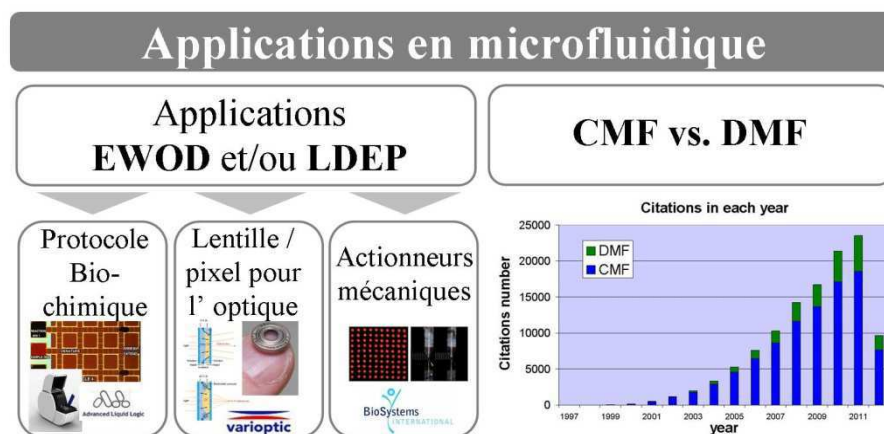 Applications en microfluidique
Applications
EWOD et/ou LDEP
CMF vs. DMF
Protocole
Bio-
chimique
Advanced Liquid Logic
Lentille /
pixel pour
l' optique
varioptic
Actionneurs
mécaniques
BioSystems
INTERNATIONAL
Citations in each year
Citations number
25000
20000
15000
10000
5000
0
DMF
CMF
1997 1999 2001 2003 2005 2007 2009 2011
year